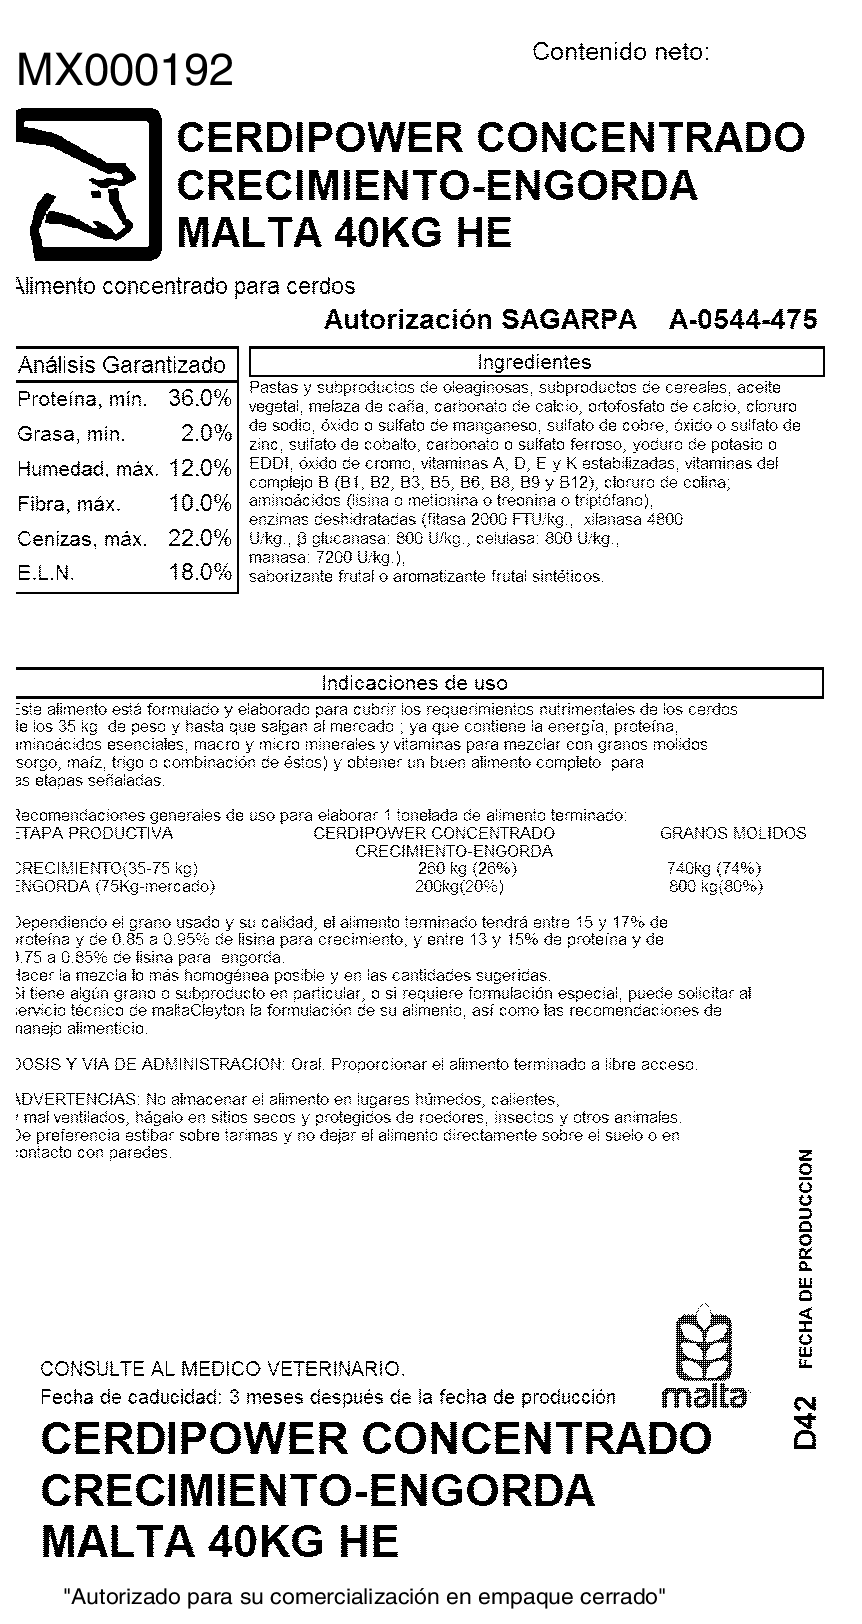 Contenido neto:
MX000192
CERDIPOWER CONCENTRADO
CRECIMIENTO-ENGORDA
MALTA 40KG HE
Alimento concentrado para cerdos
Autorización SAGARPA A-0544-475
Análisis Garantizado
Proteína, mín. 36.0%
Grasa, mín. 2.0%
Humedad, máx. 12.0%
Fibra, máx. 10.0%
Cenizas, máx. 22.0%
E.L.N. 18.0%
Ingredientes
Pastas y subproductos de oleaginosas, subproductos de cereales, aceite
vegetal, melaza de caña, carbonato de calcio, ortofosfato de calcio, cloruro
de sodio, óxido o sulfato de manganeso, sulfato de cobre, óxido o sulfato de
zinc, sulfato de cobalto, carbonato o sulfato ferroso, yoduro de potasio o
EDDI, óxido de cromo, vitaminas A, D, E y K estabilizadas, vitaminas del
complejo B (B1, B2, B3, B5, B6, B8, B9 y B12), cloruro de colina;
aminoácidos (lisina o metionina o treonina o triptófano),
enzimas deshidratadas (fitasa 2000 FTU/kg., xilanasa 4800
U/kg., β glucanasa: 800 U/kg., celulasa: 800 U/kg.,
manasa: 7200 U/kg.),
saborizante frutal o aromatizante frutal sintéticos.
Indicaciones de uso
Este alimento está formulado y elaborado para cubrir los requerimientos nutrimentales de los cerdos
de los 35 kg de peso y hasta que salgan al mercado ; ya que contiene la energía, proteína,
aminoácidos esenciales, macro y micro minerales y vitaminas para mezclar con granos molidos
(sorgo, maíz, trigo o combinación de éstos) y obtener un buen alimento completo para
las etapas señaladas.
Recomendaciones generales de uso para elaborar 1 tonelada de alimento terminado:
ETAPA PRODUCTIVA CERDIPOWER CONCENTRADO GRANOS MOLIDOS
CRECIMIENTO-ENGORDA
CRECIMIENTO(35-75 kg) 260 kg (26%) 740kg (74%)
ENGORDA (75Kg-mercado) 200kg(20%) 800 kg(80%)
Dependiendo el grano usado y su calidad, el alimento terminado tendrá entre 15 y 17% de
proteína y de 0.85 a 0.95% de lisina para crecimiento, y entre 13 y 15% de proteína y de
0.75 a 0.85% de lisina para engorda.
Hacer la mezcla lo más homogénea posible y en las cantidades sugeridas.
Si tiene algún grano o subproducto en particular, o si requiere formulación especial, puede solicitar al
servicio técnico de maltaCleyton la formulación de su alimento, así como las recomendaciones de
manejo alimenticio.
DOSIS Y VIA DE ADMINISTRACION: Oral. Proporcionar el alimento terminado a libre acceso.
ADVERTENCIAS: No almacenar el alimento en lugares húmedos, calientes,
y mal ventilados, hágalo en sitios secos y protegidos de roedores, insectos y otros animales.
De preferencia estibar sobre tarimas y no dejar el alimento directamente sobre el suelo o en
contacto con paredes.
D42 FECHA DE PRODUCCION
malta
CONSULTE AL MEDICO VETERINARIO.
Fecha de caducidad: 3 meses después de la fecha de producción
CERDIPOWER CONCENTRADO
CRECIMIENTO-ENGORDA
MALTA 40KG HE
"Autorizado para su comercialización en empaque cerrado"